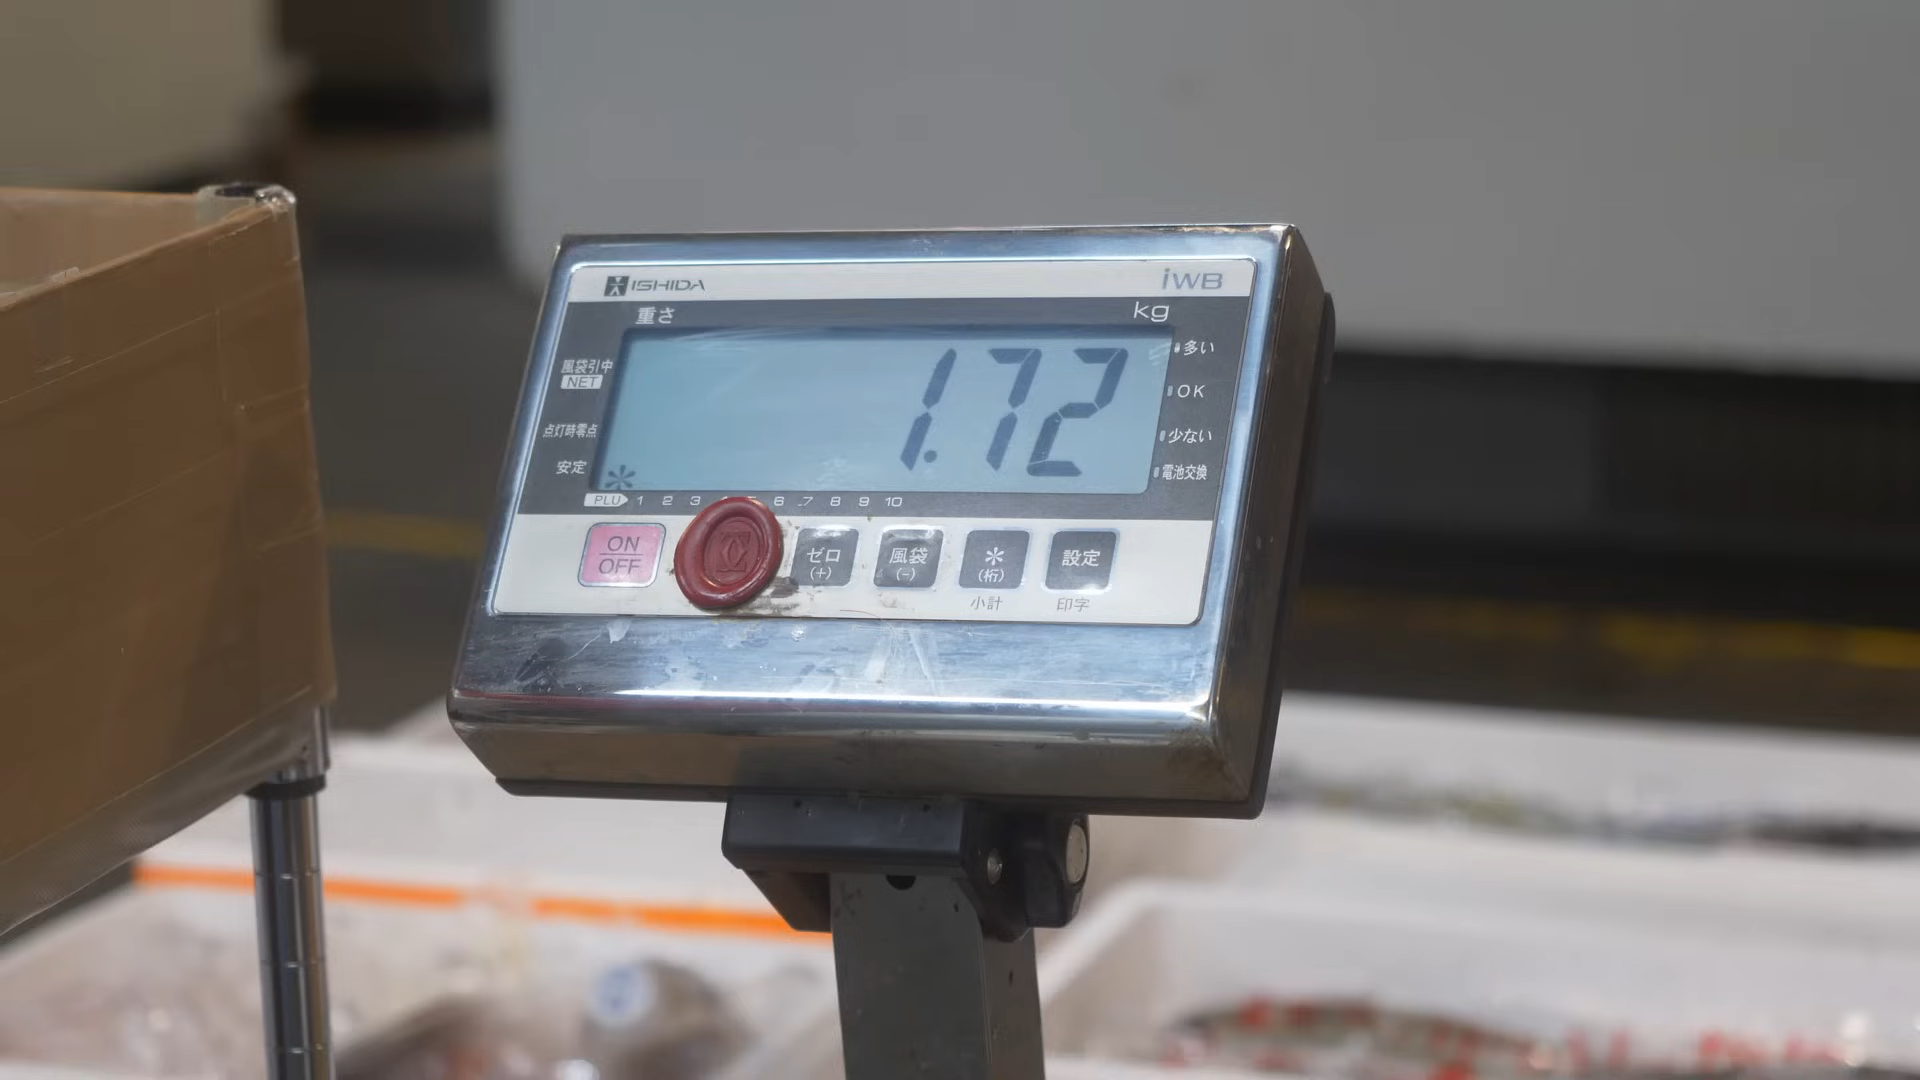 ISHIDA iWB
重さ kg
1.72
風袋引中
NET
点灯時零点
安定
多い
OK
少ない
電池交換
PLU 1 2 3 6 7 8 9 10
ON
OFF
ゼロ
(+)
風袋
(-)
*
(桁)
設定
小計 印字